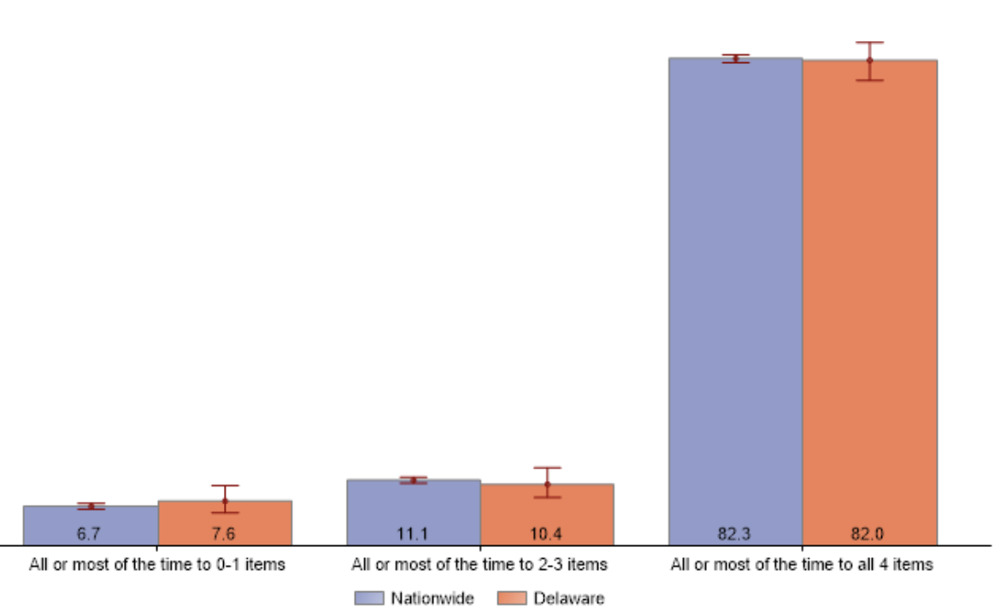 6.7 7.6 11.1 10.4 82.3 82.0
All or most of the time to 0-1 items All or most of the time to 2-3 items All or most of the time to all 4 items
Nationwide Delaware